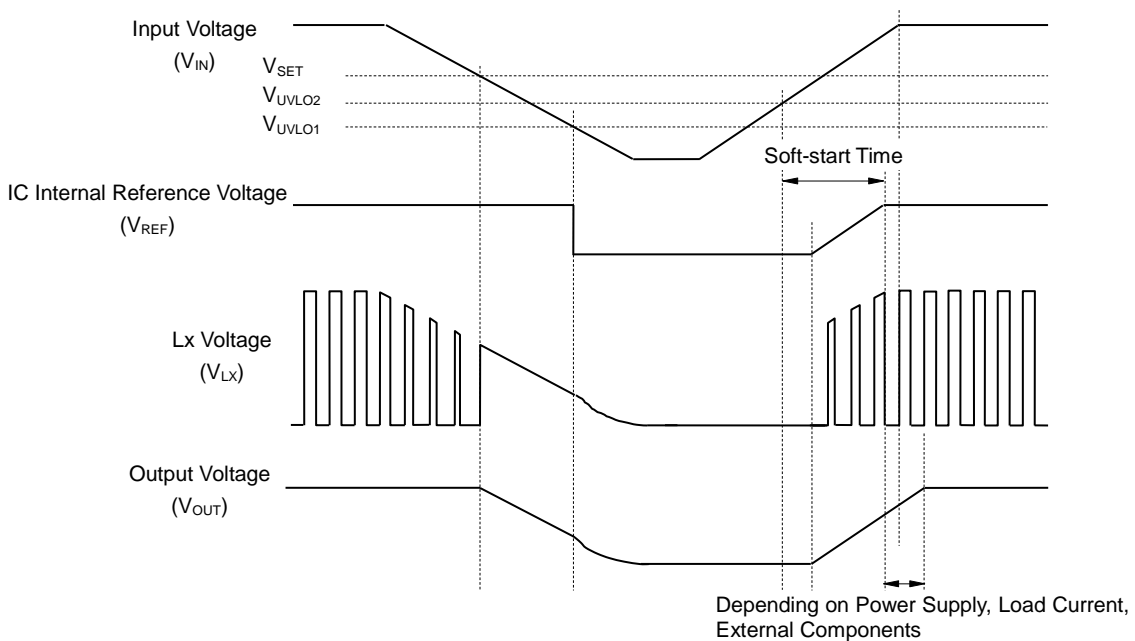 Input Voltage
(VIN)
VSET
VUVLO2
VUVLO1
Soft-start Time
IC Internal Reference Voltage
(VREF)
Lx Voltage
(VLX)
Output Voltage
(VOUT)
Depending on Power Supply, Load Current,
External Components